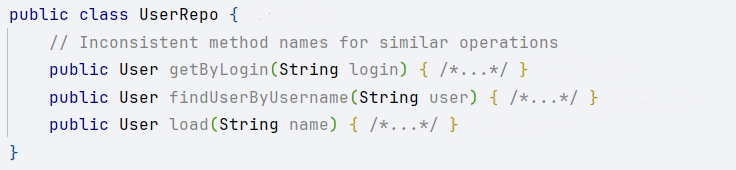 public class UserRepo {
    // Inconsistent method names for similar operations
    public User getByLogin(String login) { /*...*/ }
    public User findUserByUsername(String user) { /*...*/ }
    public User load(String name) { /*...*/ }
}